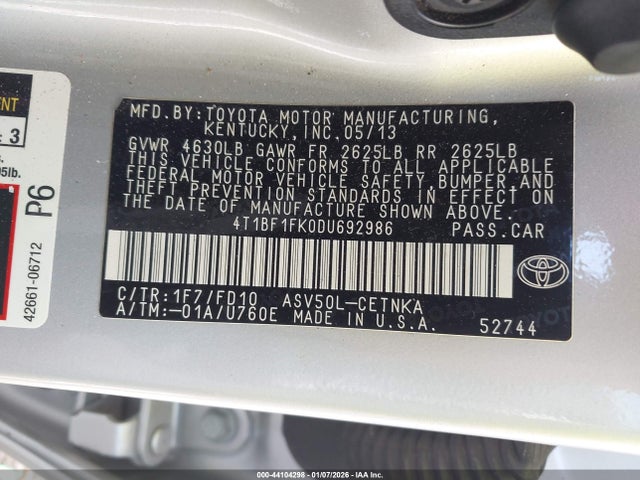 MFD.BY:TOYOTA MOTOR MANUFACTURING,
KENTUCKY,INC.05/13
GVWR 4630LB GAWR FR 2625LB RR 2625LB
THIS VEHICLE CONFORMS TO ALL APPLICABLE
FEDERAL MOTOR VEHICLE SAFETY,BUMPER,AND
THEFT PREVENTION STANDARDS IN EFFECT ON
THE DATE OF MANUFACTURE SHOWN ABOVE.
4T1BF1FK0DU692986 PASS.CAR
C/TR:1F7/FD10 ASV50L-CETNKA
A/TM:-01A/U760E MADE IN U.S.A. 52744
ENT
: 3
s.
5lb.
P6
42661-06712
000-44104298 - 01/07/2026 - IAA Inc.